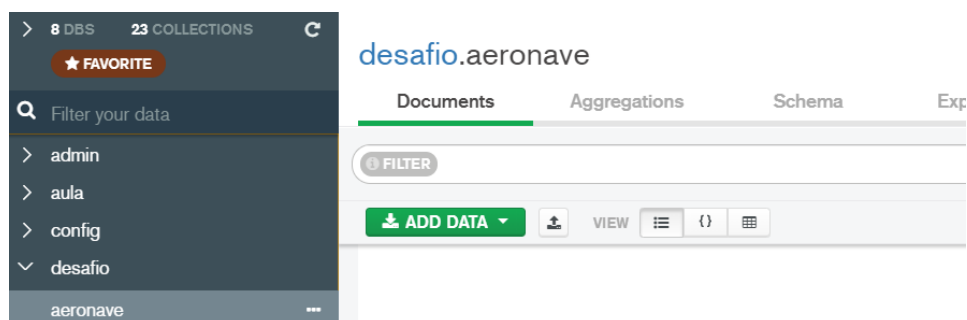 8 DBS 23 COLLECTIONS
FAVORITE
Filter your data
admin
aula
config
desafio
aeronave
desafio.aeronave
Documents Aggregations Schema Exp
FILTER
ADD DATA VIEW {}